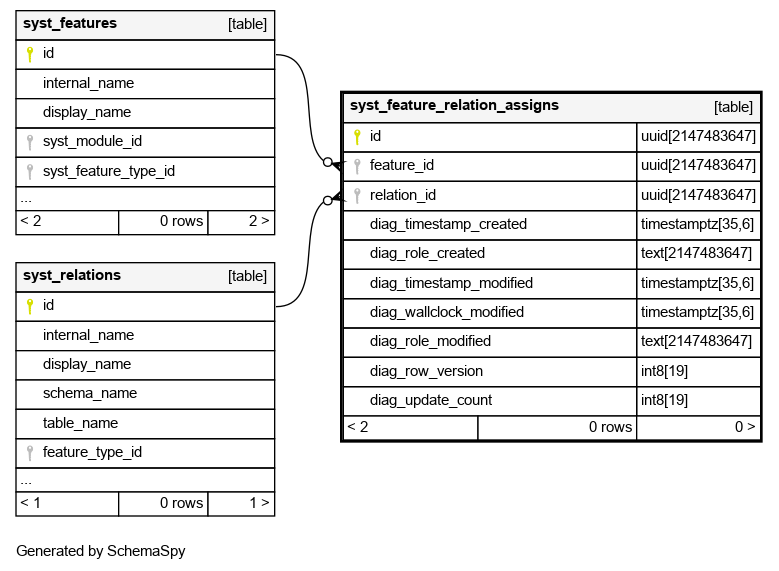 syst_features [table]
id
internal_name
display_name
syst_module_id
syst_feature_type_id
...
< 2 0 rows 2 >
syst_relations [table]
id
internal_name
display_name
schema_name
table_name
feature_type_id
...
< 1 0 rows 1 >
syst_feature_relation_assigns [table]
id uuid[2147483647]
feature_id uuid[2147483647]
relation_id uuid[2147483647]
diag_timestamp_created timestamptz[35,6]
diag_role_created text[2147483647]
diag_timestamp_modified timestamptz[35,6]
diag_wallclock_modified timestamptz[35,6]
diag_role_modified text[2147483647]
diag_row_version int8[19]
diag_update_count int8[19]
< 2 0 rows 0 >
Generated by SchemaSpy